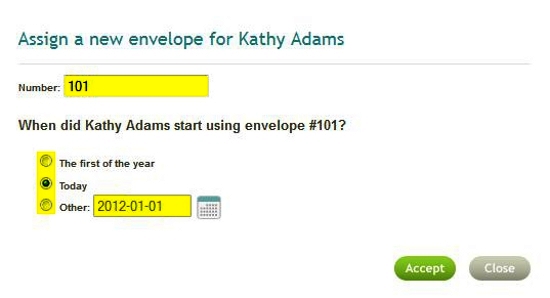 Assign a new envelope for Kathy Adams
Number: 101
When did Kathy Adams start using envelope #101?
The first of the year
Today
Other: 2012-01-01
Accept Close